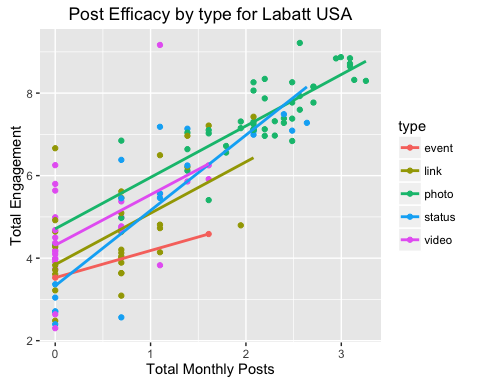 Post Efficacy by type for Labatt USA
Total Engagement
8
6
4
2
0
1
2
3
Total Monthly Posts
type
event
link
photo
status
video